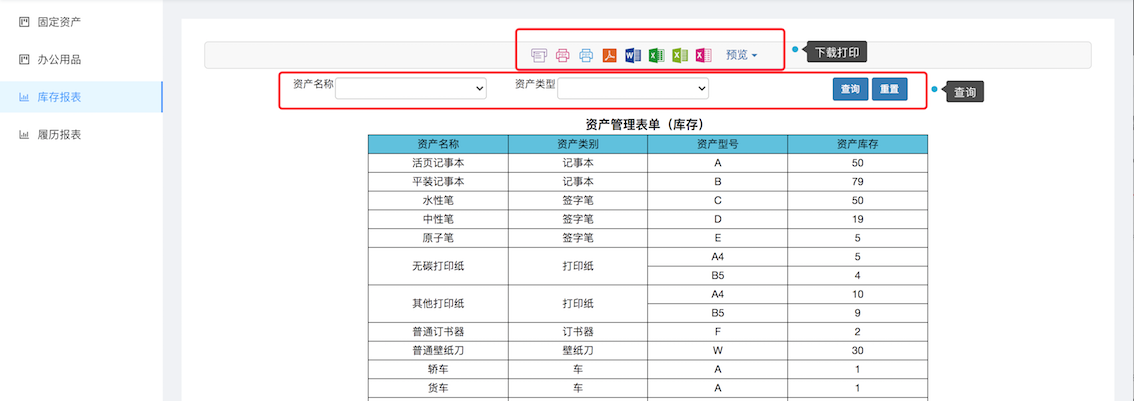 固定资产
办公用品
库存报表
履历报表
预览
下载打印
资产名称 资产类型 查询 重置
查询
资产管理表单（库存）
资产名称 资产类别 资产型号 资产库存
活页记事本 记事本 A 50
平装记事本 记事本 B 79
水性笔 签字笔 C 50
中性笔 签字笔 D 19
原子笔 签字笔 E 5
无碳打印纸 打印纸 A4 5
B5 4
其他打印纸 打印纸 A4 10
B5 9
普通订书器 订书器 F 2
普通壁纸刀 壁纸刀 W 30
轿车 车 A 1
货车 车 A 1